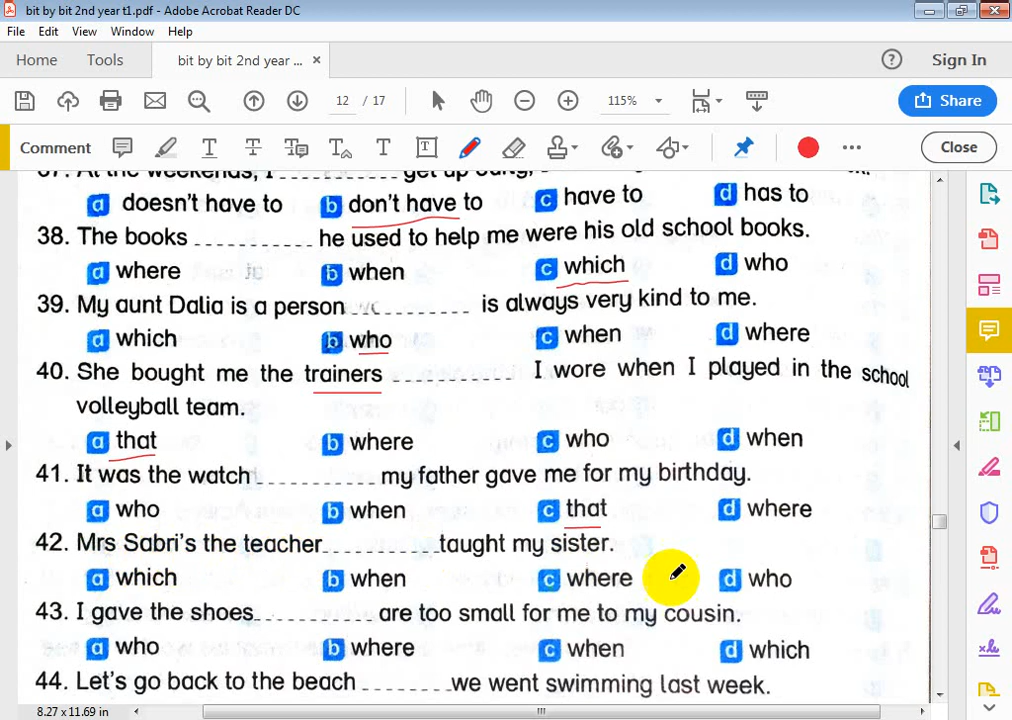 bit by bit 2nd year t1.pdf - Adobe Acrobat Reader DC
File Edit View Window Help
Home Tools bit by bit 2nd year ... × ? Sign In
12 / 17 115% Share
Comment Close
37. At the weekends, I get up
a doesn't have to b don't have to c have to d has to
38. The books __________ he used to help me were his old school books.
a where b when c which d who
39. My aunt Dalia is a person __________ is always very kind to me.
a which b who c when d where
40. She bought me the trainers __________ I wore when I played in the school
volleyball team.
a that b where c who d when
41. It was the watch __________ my father gave me for my birthday.
a who b when c that d where
42. Mrs Sabri's the teacher __________ taught my sister.
a which b when c where d who
43. I gave the shoes __________ are too small for me to my cousin.
a who b where c when d which
44. Let's go back to the beach ________ we went swimming last week.
8.27 x 11.69 in